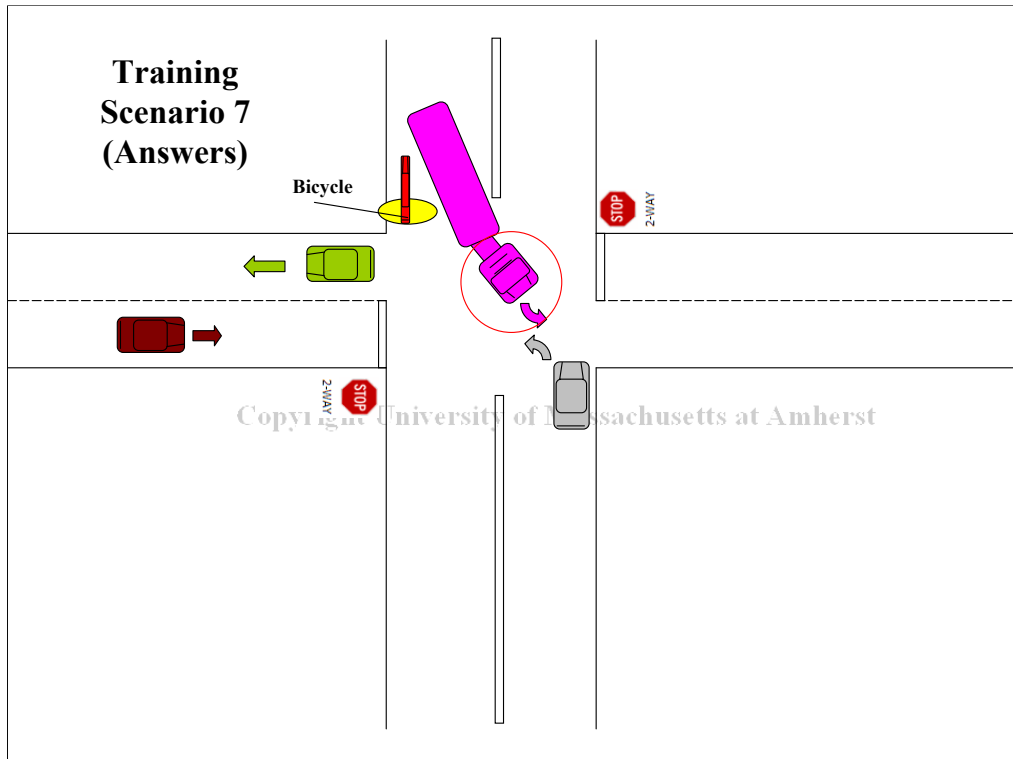 Training
Scenario 7
(Answers)
Bicycle
STOP
2-WAY
STOP
2-WAY
Copyright University of Massachusetts at Amherst